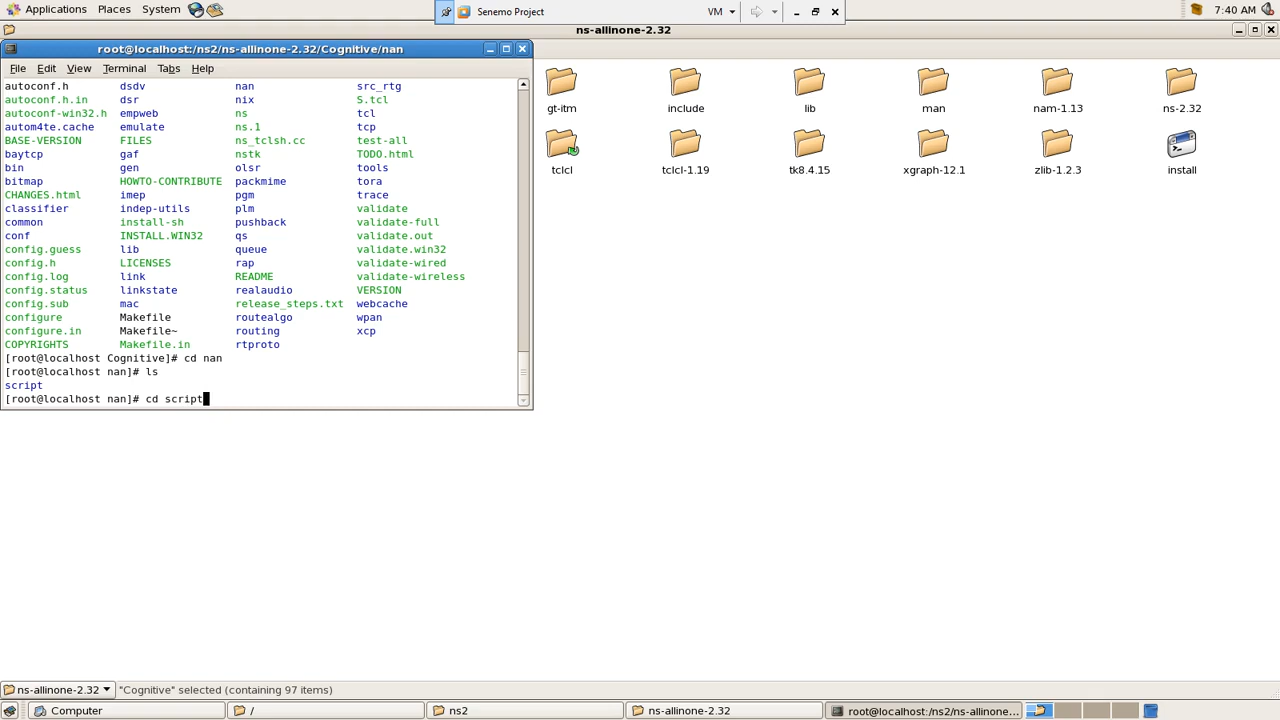 Applications Places System
Senemo Project VM
7:40 AM
ns-allinone-2.32
root@localhost:/ns2/ns-allinone-2.32/Cognitive/nan
File Edit View Terminal Tabs Help
autoconf.h dsdv nan src_rtg
autoconf.h.in dsr nix S.tcl
autoconf-win32.h empweb ns tcl
autom4te.cache emulate ns.1 tcp
BASE-VERSION FILES ns_tclsh.cc test-all
baytcp gaf nstk TODO.html
bin gen olsr tools
bitmap HOWTO-CONTRIBUTE packmime tora
CHANGES.html imep pgm trace
classifier indep-utils plm validate
common install-sh pushback validate-full
conf INSTALL.WIN32 qs validate.out
config.guess lib queue validate.win32
config.h LICENSES rap validate-wired
config.log link README validate-wireless
config.status linkstate realaudio VERSION
config.sub mac release_steps.txt webcache
configure Makefile routealgo wpan
configure.in Makefile~ routing xcp
COPYRIGHTS Makefile.in rtproto
[root@localhost Cognitive]# cd nan
[root@localhost nan]# ls
script
[root@localhost nan]# cd script
gt-itm include lib man nam-1.13 ns-2.32
tclcl tclcl-1.19 tk8.4.15 xgraph-12.1 zlib-1.2.3 install
ns-allinone-2.32 "Cognitive" selected (containing 97 items)
Computer / ns2 ns-allinone-2.32 root@localhost:/ns2/ns-allinone...